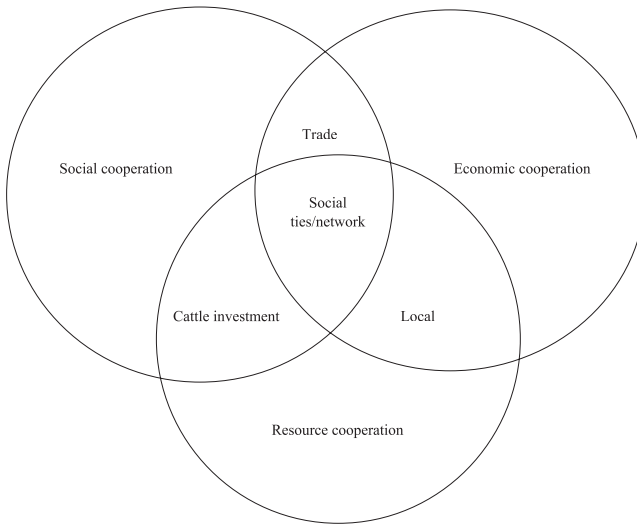 Trade
Social cooperation
Economic cooperation
Social
ties/network
Cattle investment
Local
Resource cooperation